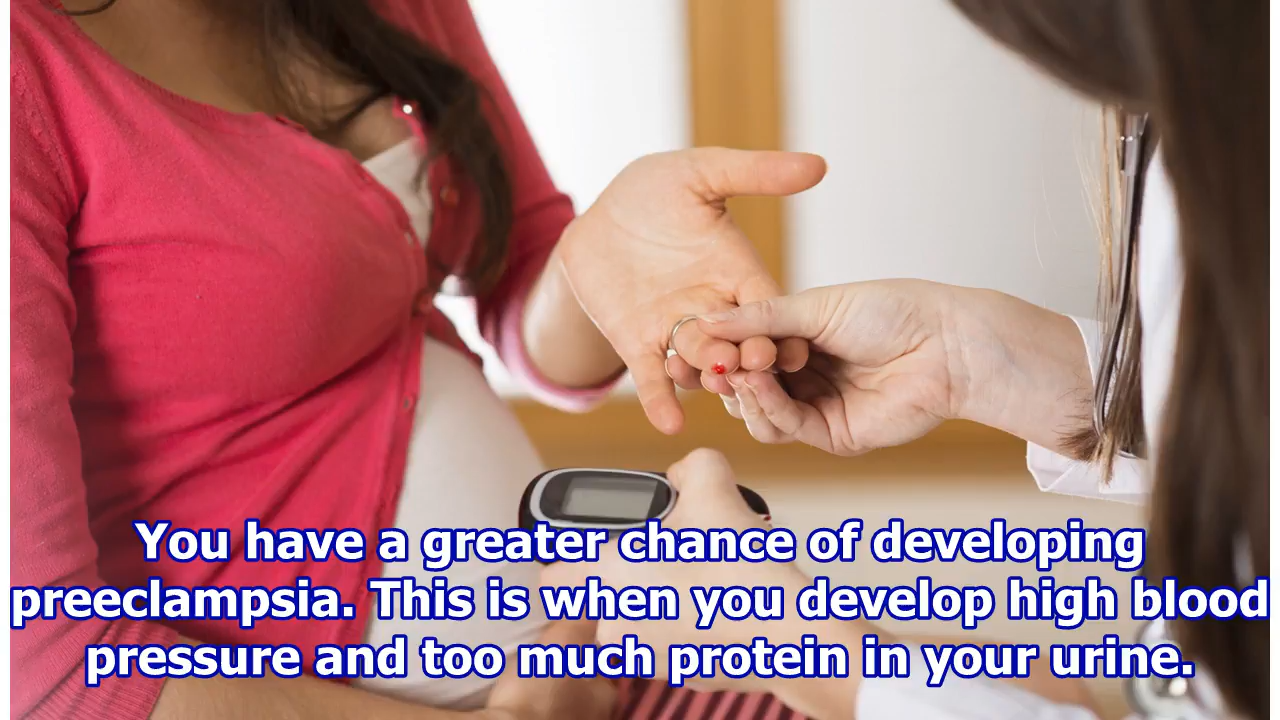 You have a greater chance of developing
preeclampsia. This is when you develop high blood
pressure and too much protein in your urine.